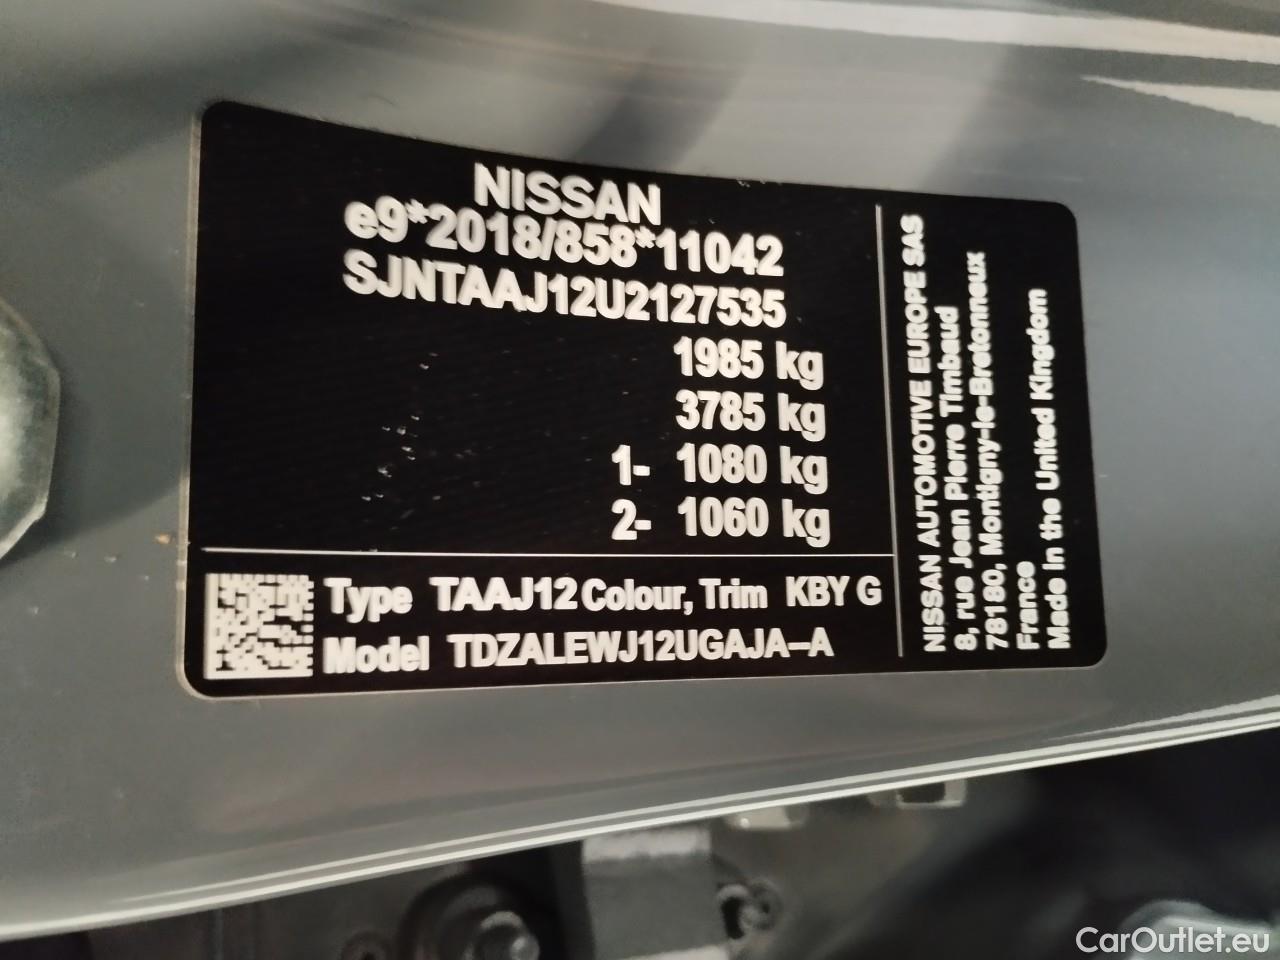 NISSAN
e9*2018/858*11042
SJNTAAJ12U2127535
1985 kg
3785 kg
1- 1080 kg
2- 1060 kg
Type TAAJ12 Colour, Trim KBY G
Model TDZALEWJ12UGAJA-A
NISSAN AUTOMOTIVE EUROPE SAS
8, rue Jean Pierre Timbaud
78180, Montigny-le-Bretonneux
France
Made in the United Kingdom
CarOutlet.eu